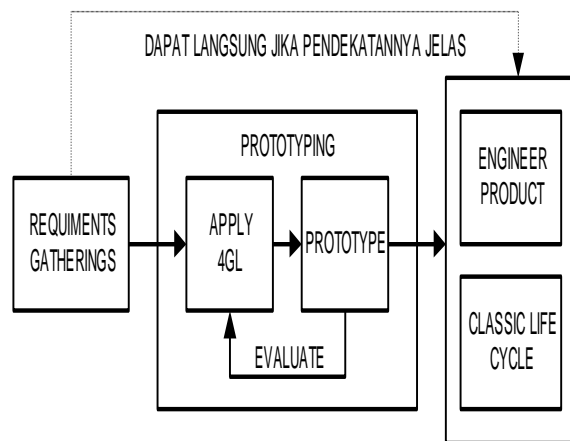 DAPAT LANGSUNG JIKA PENDEKATANNYA JELAS
PROTOTYPING
REQUIMENTS
GATHERINGS
APPLY
4GL
PROTOTYPE
EVALUATE
ENGINEER
PRODUCT
CLASSIC LIFE
CYCLE